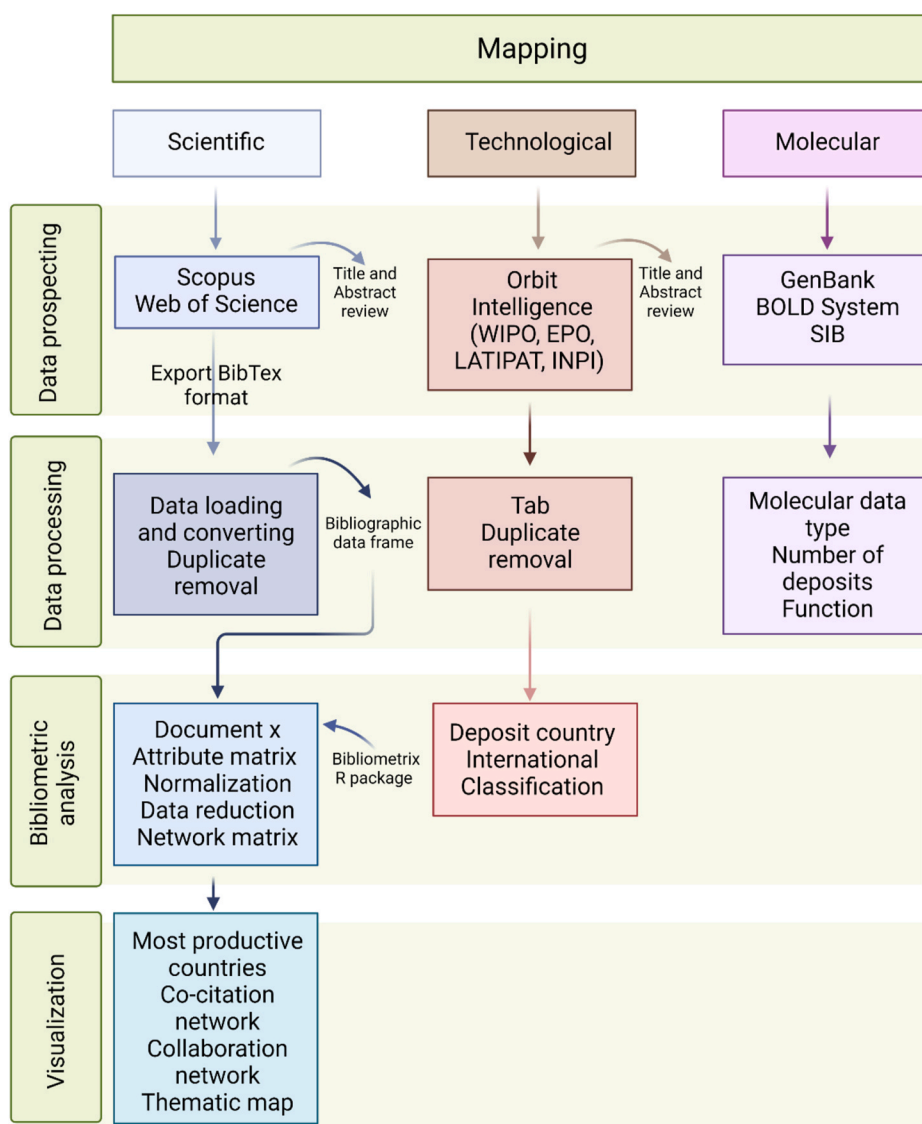 Mapping
Scientific
Technological
Molecular
Data prospecting
Scopus
Web of Science
Title and
Abstract
review
Orbit
Intelligence
(WIPO, EPO,
LATIPAT, INPI)
Title and
Abstract
review
GenBank
BOLD System
SIB
Export BibTex
format
Data processing
Data loading
and converting
Duplicate
removal
Bibliographic
data frame
Tab
Duplicate
removal
Molecular data
type
Number of
deposits
Function
Bibliometric
analysis
Document x
Attribute matrix
Normalization
Data reduction
Network matrix
Bibliometrix
R package
Deposit country
International
Classification
Visualization
Most productive
countries
Co-citation
network
Collaboration
network
Thematic map